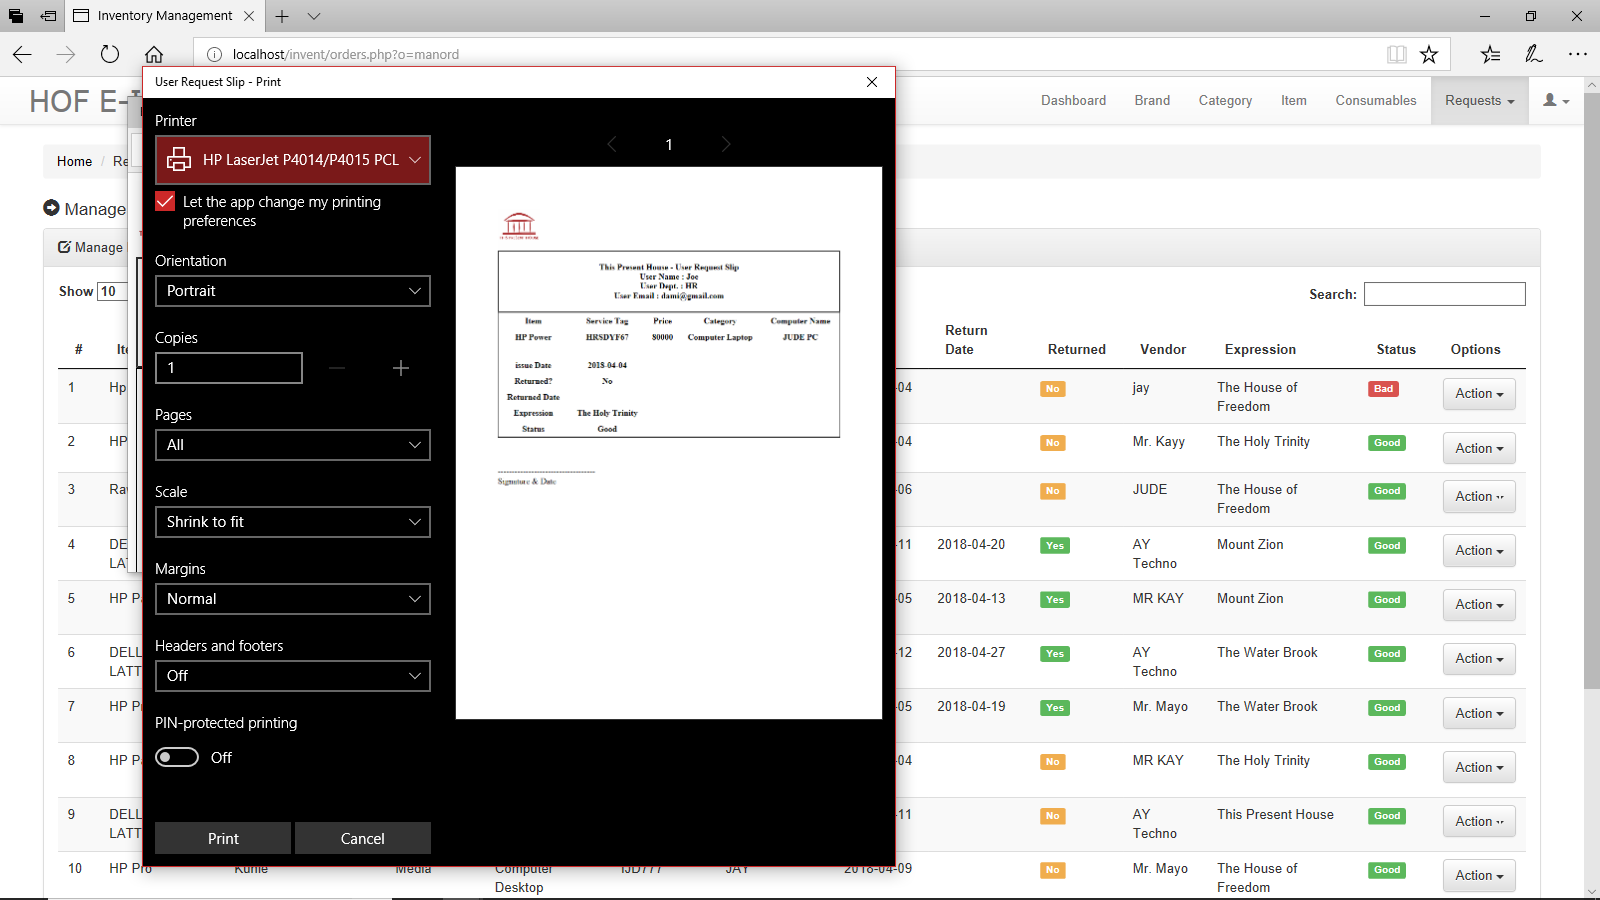 Inventory Management
localhost/invent/orders.php?o=manord
HOF E-
Dashboard
Brand
Category
Item
Consumables
Requests
Home / Re
Manage
Manage
Show 10
Search:
# Ite Return Date Returned Vendor Expression Status Options
1 Hp -04 No jay The House of Freedom Bad Action
2 HP -04 No Mr. Kayy The Holy Trinity Good Action
3 Ra -06 No JUDE The House of Freedom Good Action
4 DE LA -11 2018-04-20 Yes AY Techno Mount Zion Good Action
5 HP P -05 2018-04-13 Yes MR KAY Mount Zion Good Action
6 DELL LATT -12 2018-04-27 Yes AY Techno The Water Brook Good Action
7 HP P -05 2018-04-19 Yes Mr. Mayo The Water Brook Good Action
8 HP P -04 No MR KAY The Holy Trinity Good Action
9 DELL LATT -11 No AY Techno This Present House Good Action
10 HP Pro Kunle Media Computer Desktop IJD777 JAY 2018-04-09 No Mr. Mayo The House of Freedom Good Action
User Request Slip - Print
Printer
HP LaserJet P4014/P4015 PCL
Let the app change my printing
preferences
Orientation
Portrait
Copies
1
Pages
All
Scale
Shrink to fit
Margins
Normal
Headers and footers
Off
PIN-protected printing
Off
Print
Cancel
1
This Present House - User Request Slip
User Name : Joe
User Dept. : HR
User Email : dami@gmail.com
Item Service Tag Price Category Computer Name
HP Power HRSDYF67 80000 Computer Laptop JUDE PC
issue Date 2018-04-04
Returned? No
Returned Date
Expression The Holy Trinity
Status Good
Signature & Date